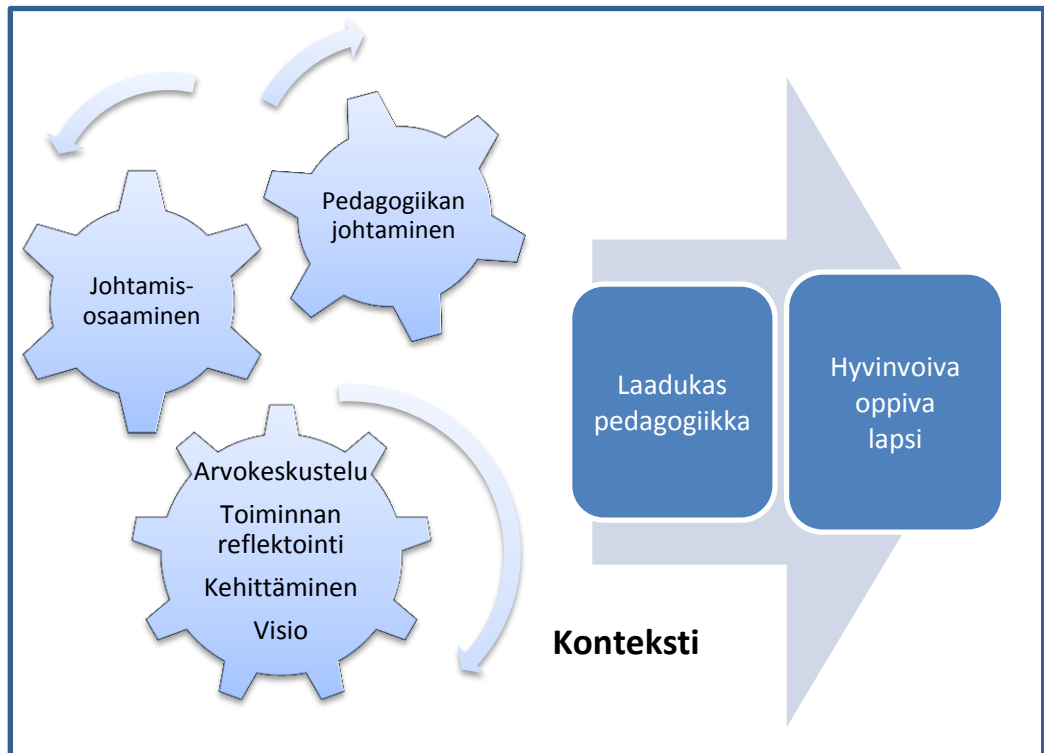 Pedagogiikan
johtaminen
Johtamis-
osaaminen
Arvokeskustelu
Toiminnan
reflektointi
Kehittäminen
Visio
Laadukas
pedagogiikka
Hyvinvoiva
oppiva
lapsi
Konteksti